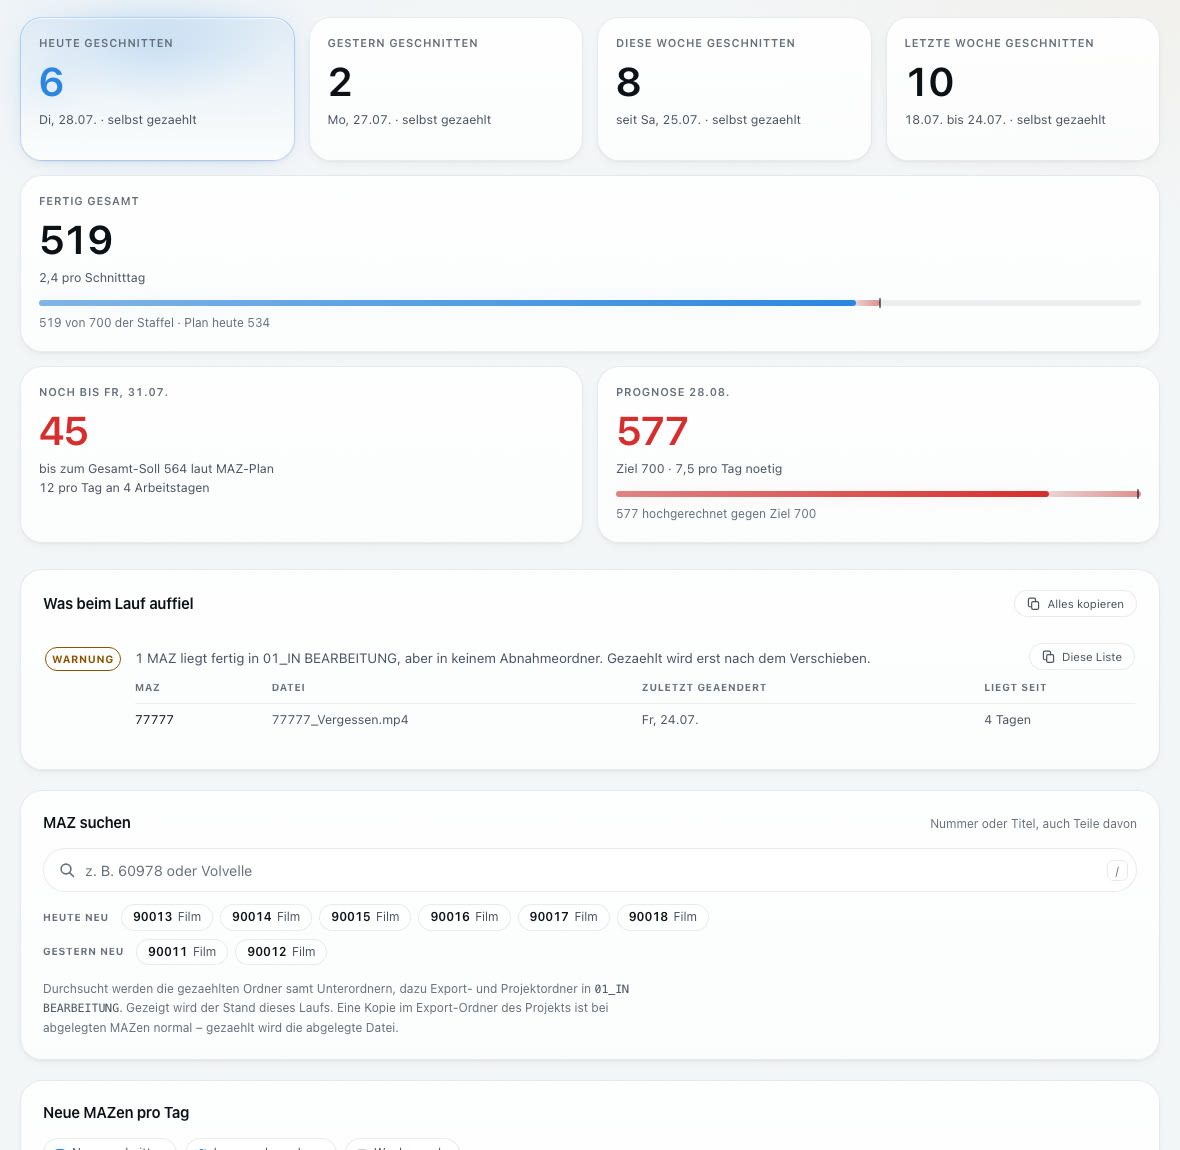 HEUTE GESCHNITTEN
6
Di, 28.07. · selbst gezaehlt
GESTERN GESCHNITTEN
2
Mo, 27.07. · selbst gezaehlt
DIESE WOCHE GESCHNITTEN
8
seit Sa, 25.07. · selbst gezaehlt
LETZTE WOCHE GESCHNITTEN
10
18.07. bis 24.07. · selbst gezaehlt
FERTIG GESAMT
519
2,4 pro Schnitttag
519 von 700 der Staffel · Plan heute 534
NOCH BIS FR, 31.07.
45
bis zum Gesamt-Soll 564 laut MAZ-Plan
12 pro Tag an 4 Arbeitstagen
PROGNOSE 28.08.
577
Ziel 700 · 7,5 pro Tag noetig
577 hochgerechnet gegen Ziel 700
Was beim Lauf auffiel
Alles kopieren
WARNUNG
1 MAZ liegt fertig in 01_IN BEARBEITUNG, aber in keinem Abnahmeordner. Gezaehlt wird erst nach dem Verschieben.
Diese Liste
MAZ DATEI ZULETZT GEAENDERT LIEGT SEIT
77777 77777_Vergessen.mp4 Fr, 24.07. 4 Tagen
MAZ suchen
Nummer oder Titel, auch Teile davon
z. B. 60978 oder Volvelle
/
HEUTE NEU 90013 Film 90014 Film 90015 Film 90016 Film 90017 Film 90018 Film
GESTERN NEU 90011 Film 90012 Film
Durchsucht werden die gezaehlten Ordner samt Unterordnern, dazu Export- und Projektordner in 01_IN
BEARBEITUNG. Gezeigt wird der Stand dieses Laufs. Eine Kopie im Export-Ordner des Projekts ist bei
abgelegten MAZen normal – gezaehlt wird die abgelegte Datei.
Neue MAZen pro Tag